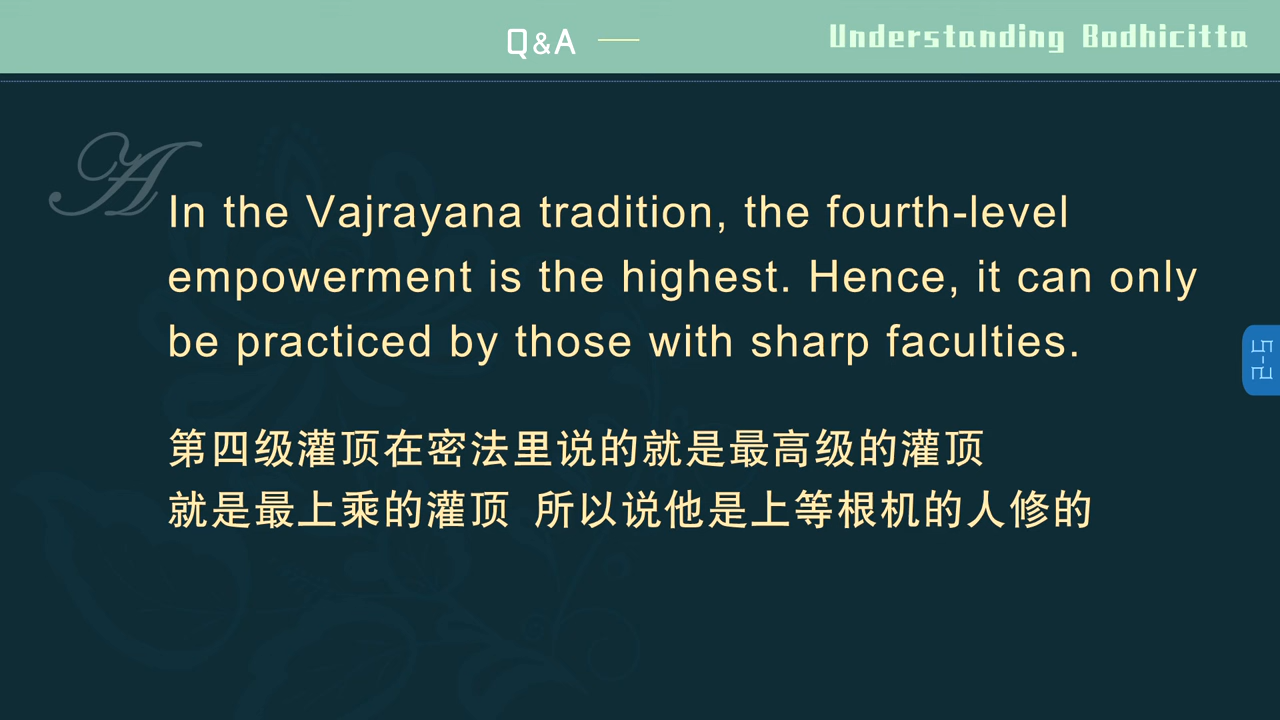 Q&A
Understanding Bodhicitta
A
In the Vajrayana tradition, the fourth-level
empowerment is the highest. Hence, it can only
be practiced by those with sharp faculties.
5-2
第四级灌顶在密法里说的就是最高级的灌顶
就是最上乘的灌顶 所以说他是上等根机的人修的